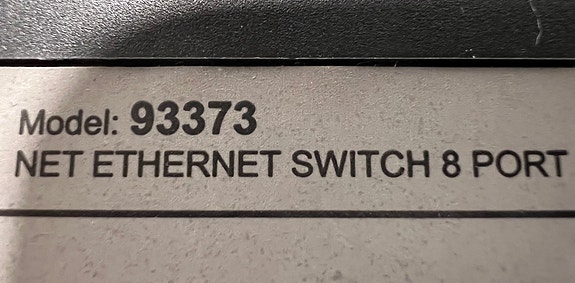 Model: 93373
NET ETHERNET SWITCH 8 PORT